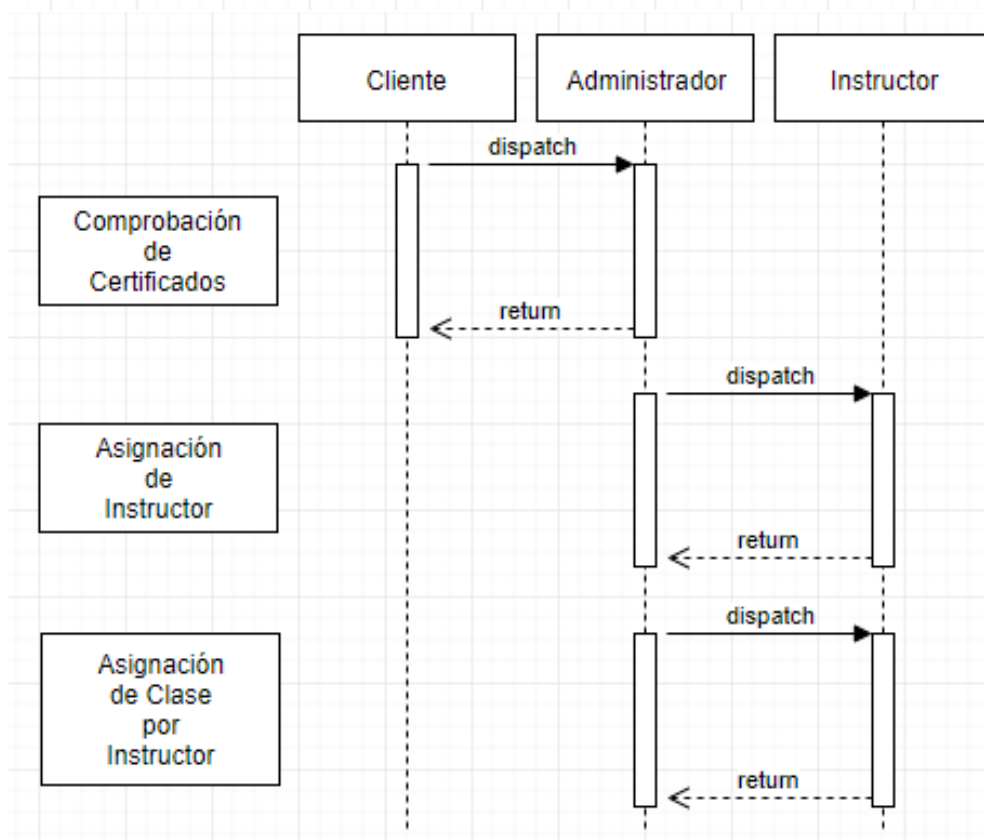 Cliente
Administrador
Instructor
dispatch
Comprobación
de
Certificados
return
dispatch
Asignación
de
Instructor
return
dispatch
Asignación
de Clase
por
Instructor
return